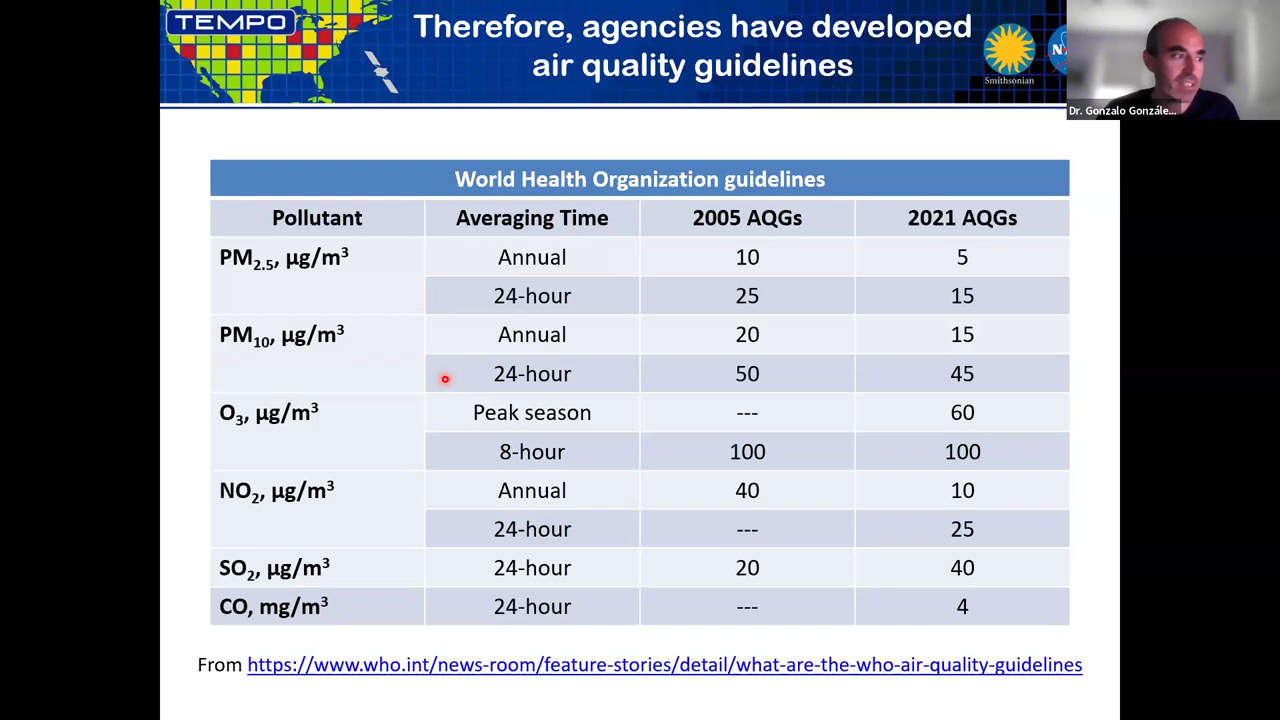 TEMPO
Therefore, agencies have developed
air quality guidelines
Smithsonian
Dr. Gonzalo Gonzále...
World Health Organization guidelines
Pollutant Averaging Time 2005 AQGs 2021 AQGs
PM2.5, µg/m³ Annual 10 5
24-hour 25 15
PM10, µg/m³ Annual 20 15
24-hour 50 45
O3, µg/m³ Peak season --- 60
8-hour 100 100
NO2, µg/m³ Annual 40 10
24-hour --- 25
SO2, µg/m³ 24-hour 20 40
CO, mg/m³ 24-hour --- 4
From https://www.who.int/news-room/feature-stories/detail/what-are-the-who-air-quality-guidelines